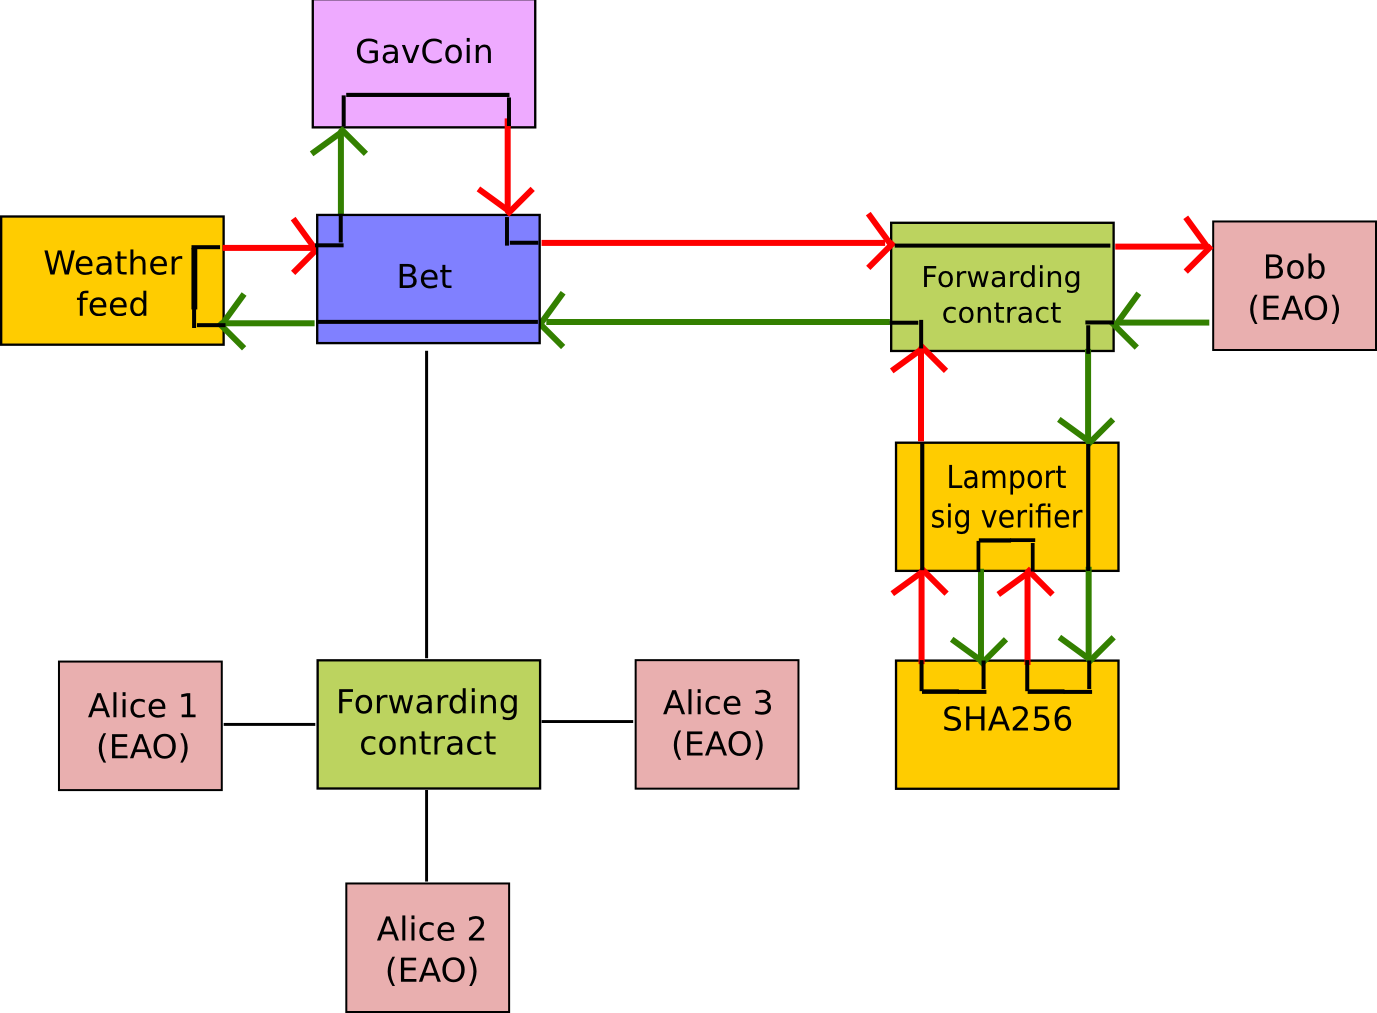 GavCoin
Weather
feed
Bet
Forwarding
contract
Bob
(EAO)
Lamport
sig verifier
SHA256
Alice 1
(EAO)
Forwarding
contract
Alice 3
(EAO)
Alice 2
(EAO)